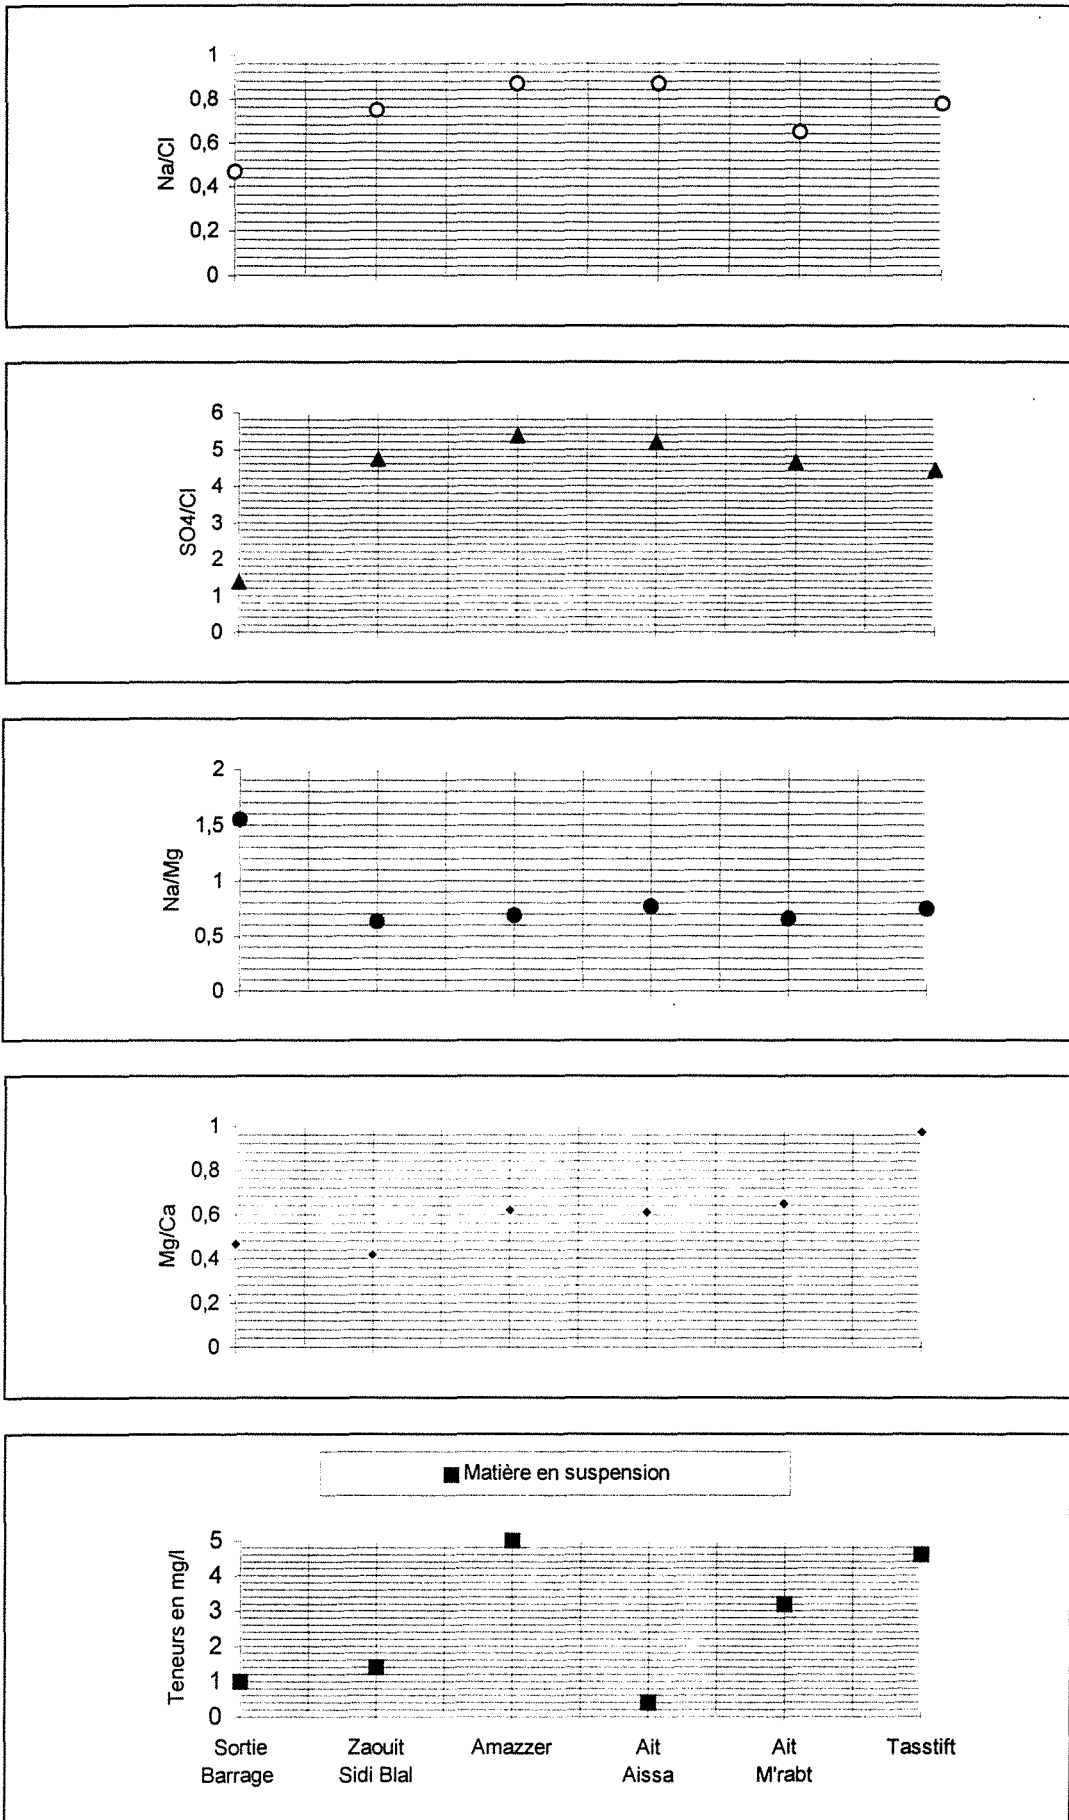 1
0,8
0,6
0,4
0,2
0
Na/Cl
6
5
4
3
2
1
0
SO4/Cl
2
1,5
1
0,5
0
Na/Mg
1
0,8
0,6
0,4
0,2
0
Mg/Ca
Matière en suspension
5
4
3
2
1
0
Teneurs en mg/l
Sortie Barrage
Zaouit Sidi Blal
Amazzer
Ait Aissa
Ait M'rabt
Tasstift